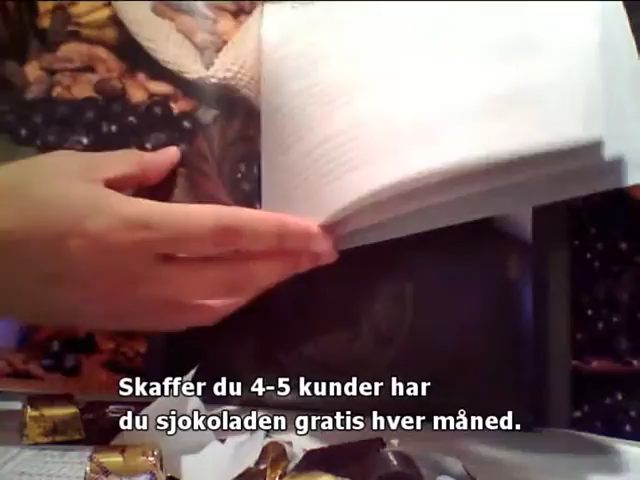 Skaffer du 4-5 kunder har
du sjokoladen gratis hver måned.